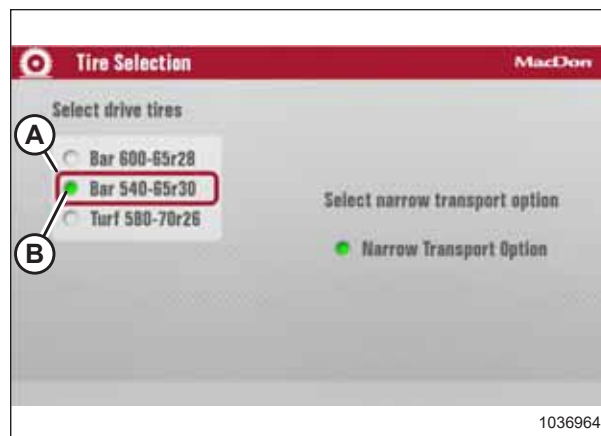 Tire Selection MacDon
Select drive tires
A
Bar 600-65r28
Bar 540-65r30
Select narrow transport option
Turf 580-70r26
B
Narrow Transport Option
1036964